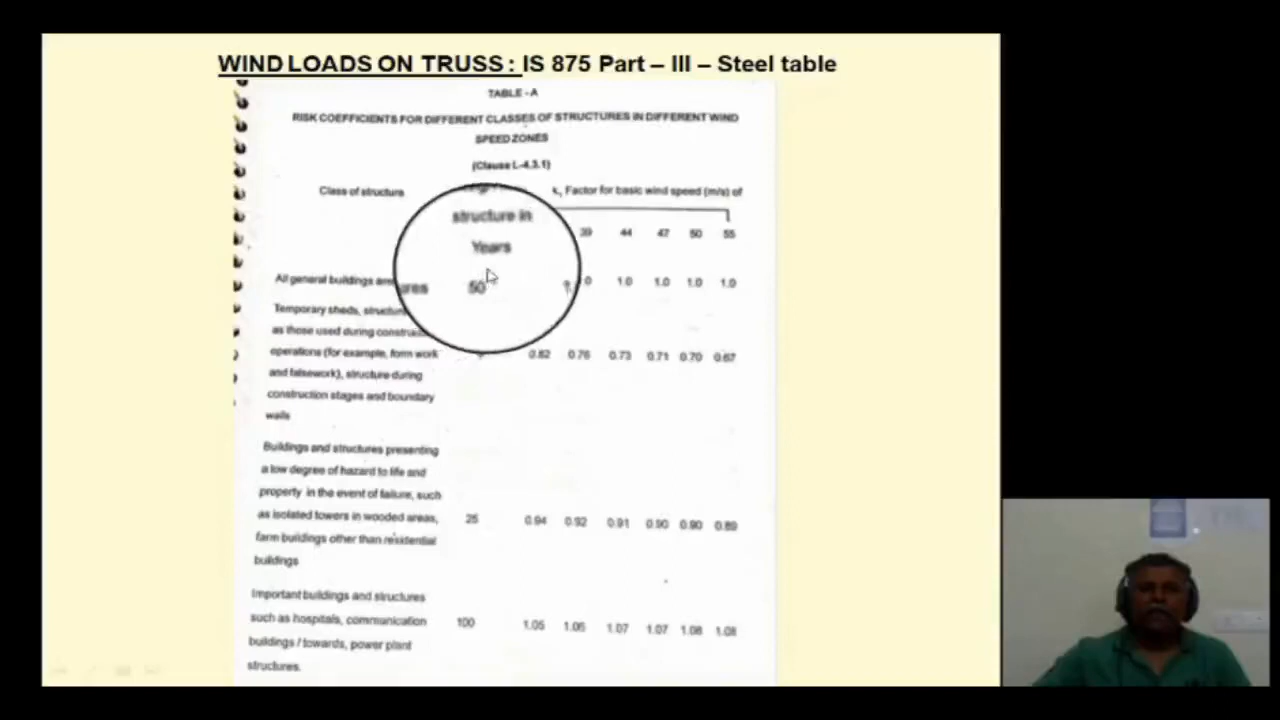 WIND LOADS ON TRUSS : IS 875 Part – III – Steel table
TABLE - A
RISK COEFFICIENTS FOR DIFFERENT CLASSES OF STRUCTURES IN DIFFERENT WIND
SPEED ZONES
(Clause L-4.3.1)
Class of structure
structure in
Years
Factor for basic wind speed (m/s) of
39 44 47 50 55
All general buildings
50 1.0 1.0 1.0 1.0
Temporary sheds,
as those used during
operations (for example, form work
and falsework), structure during
construction stages and boundary
walls
0.82 0.76 0.73 0.71 0.70 0.67
Buildings and structures presenting
a low degree of hazard to life and
property in the event of failure, such
as isolated towers in wooded areas,
farm buildings other than residential
buildings
25 0.94 0.92 0.91 0.90 0.90 0.89
Important buildings and structures
such as hospitals, communication
buildings / towards, power plant
structures.
100 1.05 1.06 1.07 1.07 1.08 1.08